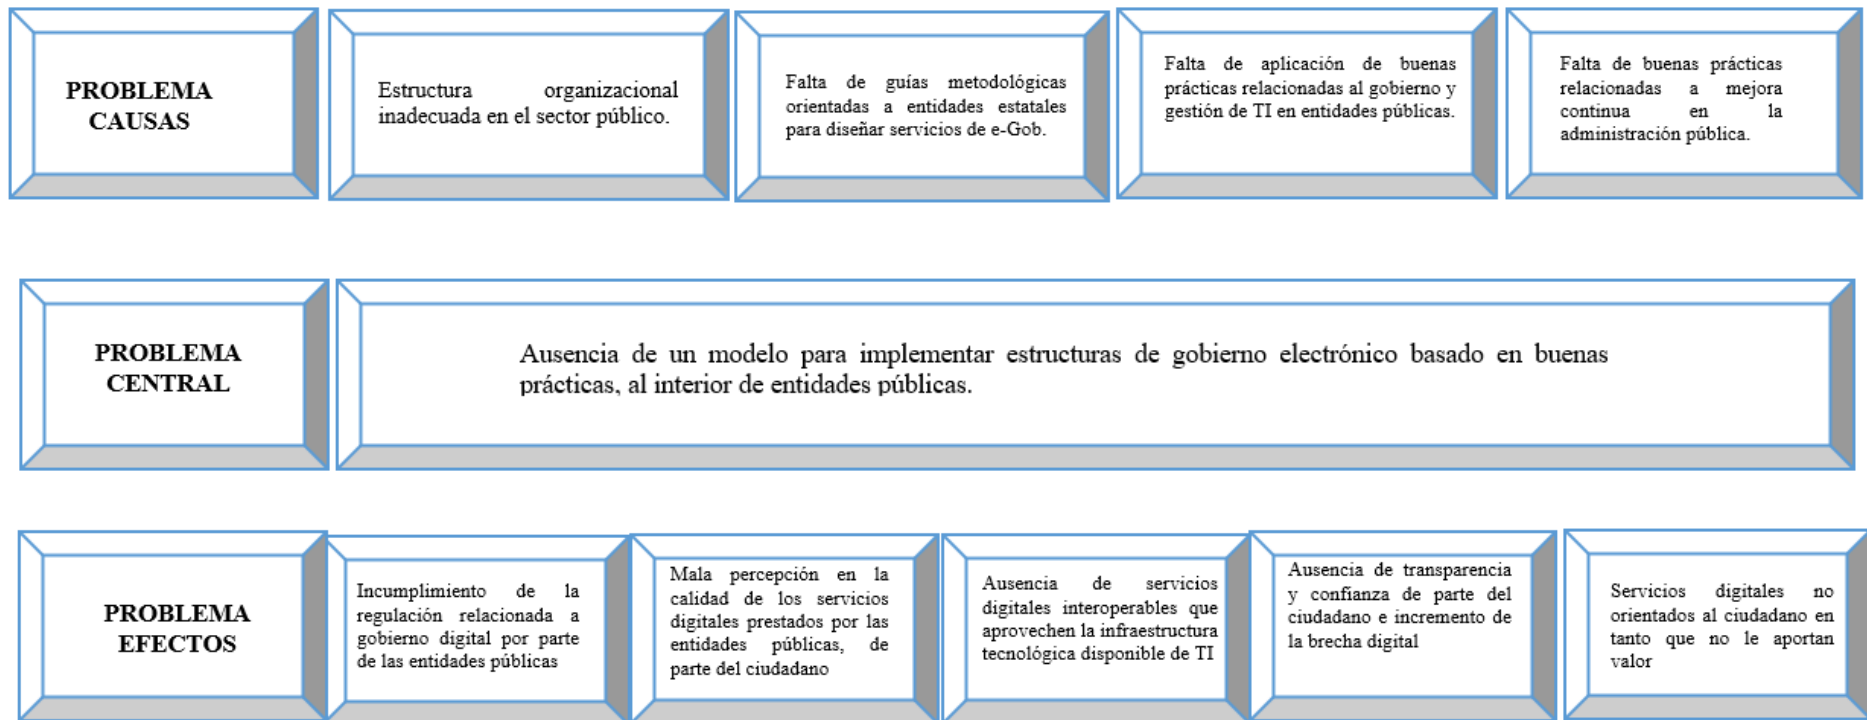 PROBLEMA
CAUSAS
Estructura organizacional
inadecuada en el sector público.
Falta de guías metodológicas
orientadas a entidades estatales
para diseñar servicios de e-Gob.
Falta de aplicación de buenas
prácticas relacionadas al gobierno y
gestión de TI en entidades públicas.
Falta de buenas prácticas
relacionadas a mejora
continua en la
administración pública.
PROBLEMA
CENTRAL
Ausencia de un modelo para implementar estructuras de gobierno electrónico basado en buenas
prácticas, al interior de entidades públicas.
PROBLEMA
EFECTOS
Incumplimiento de la
regulación relacionada a
gobierno digital por parte
de las entidades públicas
Mala percepción en la
calidad de los servicios
digitales prestados por las
entidades públicas, de
parte del ciudadano
Ausencia de servicios
digitales interoperables que
aprovechen la infraestructura
tecnológica disponible de TI
Ausencia de transparencia
y confianza de parte del
ciudadano e incremento de
la brecha digital
Servicios digitales no
orientados al ciudadano en
tanto que no le aportan
valor